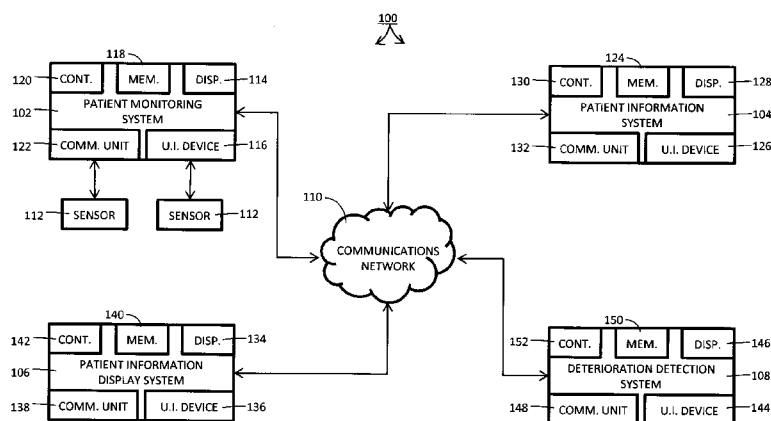 100
118
120 CONT. MEM. DISP. 114
102 PATIENT MONITORING
SYSTEM
122 COMM. UNIT U.I. DEVICE 116
112 SENSOR SENSOR 112
124
130 CONT. MEM. DISP. 128
PATIENT INFORMATION
SYSTEM 104
132 COMM. UNIT U.I. DEVICE 126
110
COMMUNICATIONS
NETWORK
140
142 CONT. MEM. DISP. 134
106 PATIENT INFORMATION
DISPLAY SYSTEM
138 COMM. UNIT U.I. DEVICE 136
150
152 CONT. MEM. DISP. 146
DETERIORATION DETECTION
SYSTEM 108
148 COMM. UNIT U.I. DEVICE 144